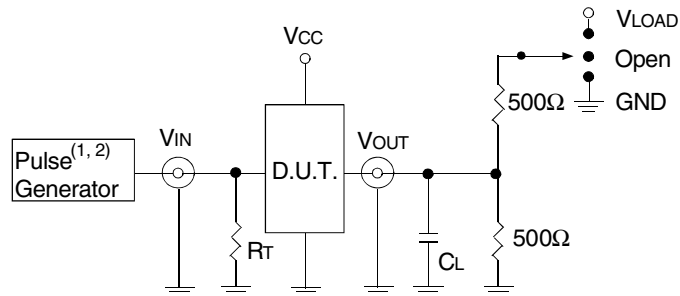 VLOAD
VCC
Open
500Ω
GND
VIN
VOUT
Pulse(1, 2)
Generator
D.U.T.
500Ω
RT
CL